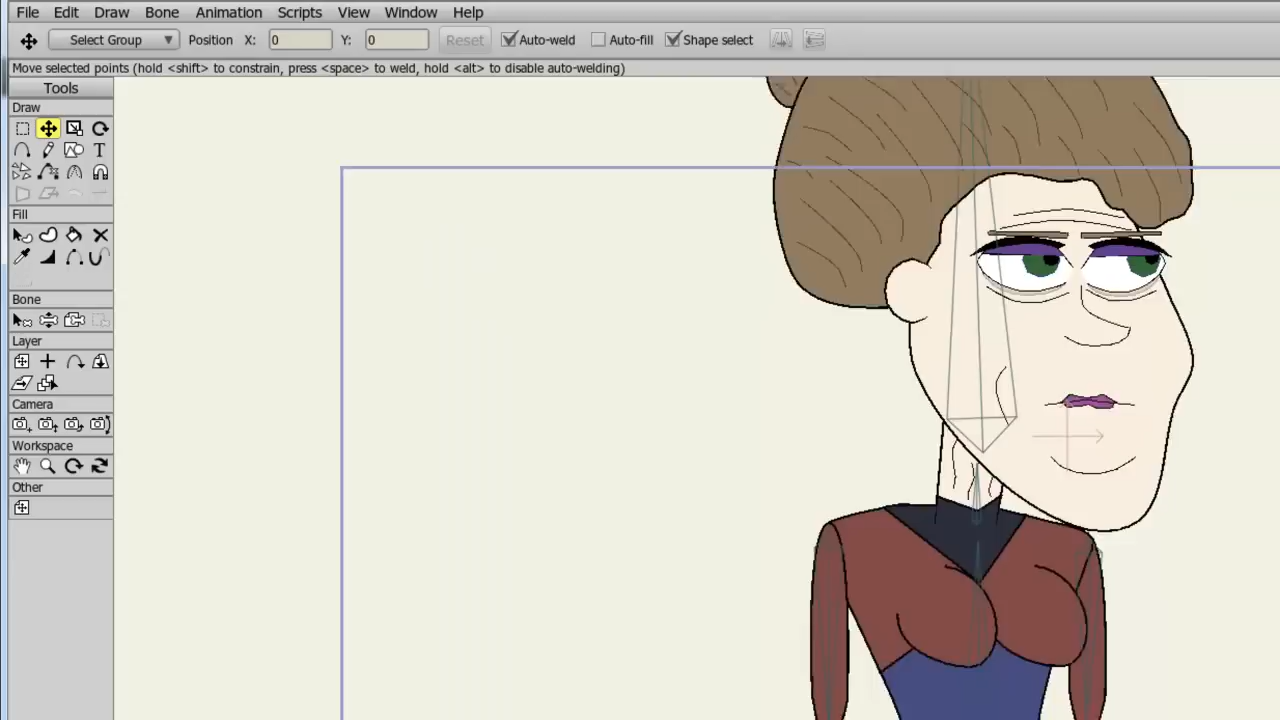 File Edit Draw Bone Animation Scripts View Window Help
Select Group Position X: 0 Y: 0 Reset Auto-weld Auto-fill Shape select
Move selected points (hold <shift> to constrain, press <space> to weld, hold <alt> to disable auto-welding)
Tools
Draw
T
Fill
Bone
Layer
Camera
Workspace
Other